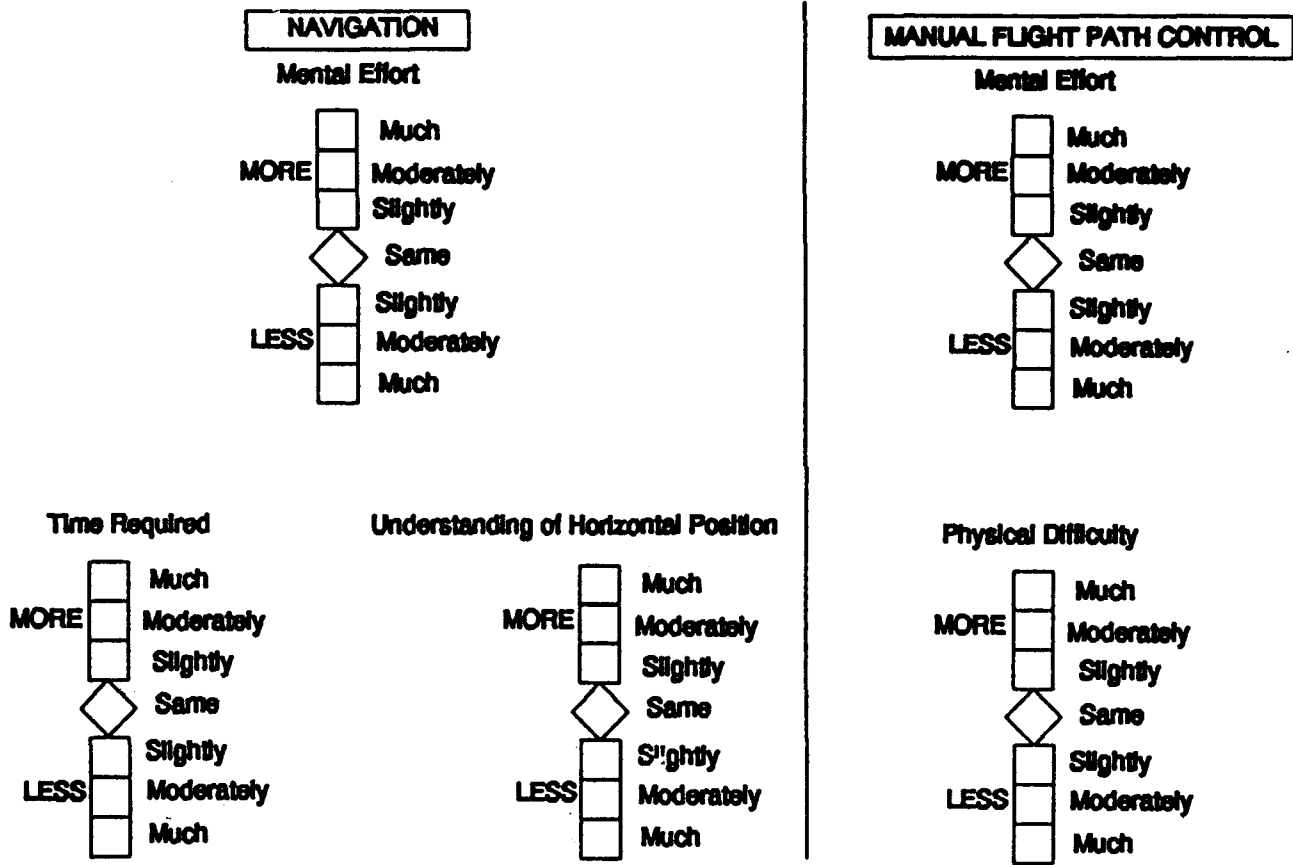 NAVIGATION
Mental Effort
Much
MORE Moderately
Slightly
Same
Slightly
LESS Moderately
Much
Time Required
Much
MORE Moderately
Slightly
Same
Slightly
LESS Moderately
Much
Understanding of Horizontal Position
Much
MORE Moderately
Slightly
Same
Slightly
LESS Moderately
Much
MANUAL FLIGHT PATH CONTROL
Mental Effort
Much
MORE Moderately
Slightly
Same
Slightly
LESS Moderately
Much
Physical Difficulty
Much
MORE Moderately
Slightly
Same
Slightly
LESS Moderately
Much